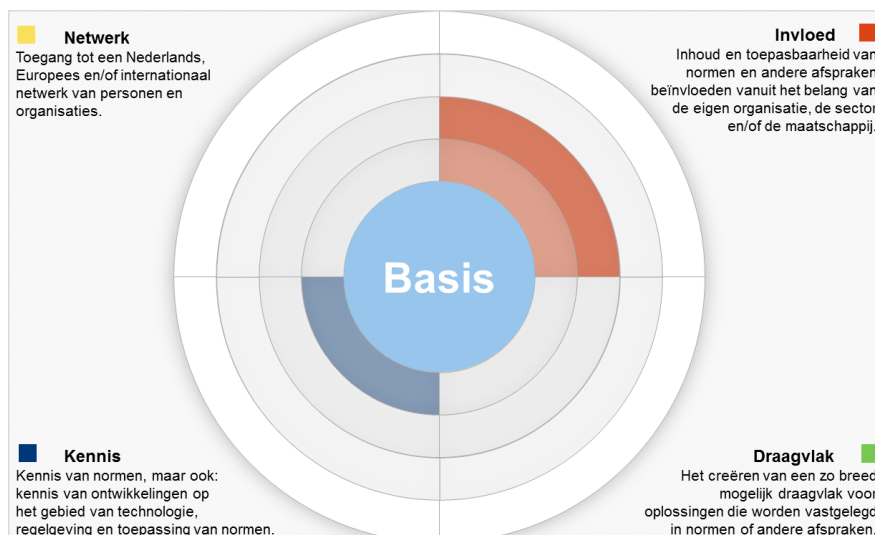 Netwerk
Toegang tot een Nederlands,
Europees en/of internationaal
netwerk van personen en
organisaties.
Invloed
Inhoud en toepasbaarheid van
normen en andere afspraken
beïnvloeden vanuit het belang van
de eigen organisatie, de sector
en/of de maatschappij.
Basis
Kennis
Kennis van normen, maar ook:
kennis van ontwikkelingen op
het gebied van technologie,
regelgeving en toepassing van normen.
Draagvlak
Het creëren van een zo breed
mogelijk draagvlak voor
oplossingen die worden vastgelegd
in normen of andere afspraken.